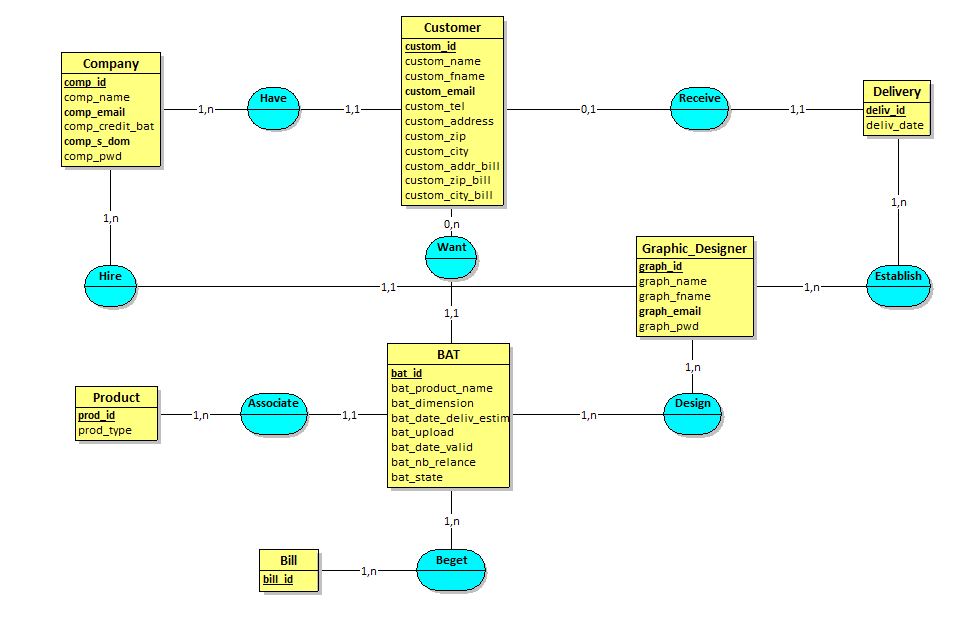 Customer
custom_id
custom_name
custom_fname
custom_email
custom_tel
custom_address
custom_zip
custom_city
custom_addr_bill
custom_zip_bill
custom_city_bill
Company
comp_id
comp_name
comp_email
comp_credit_bat
comp_s_dom
comp_pwd
1,n
Have
1,1
0,1
Receive
1,1
Delivery
deliv_id
deliv_date
1,n
0,n
1,n
Want
Hire
1,1
1,1
Graphic_Designer
graph_id
graph_name
graph_fname
graph_email
graph_pwd
1,n
Establish
1,n
BAT
bat_id
bat_product_name
bat_dimension
bat_date_deliv_estim
bat_upload
bat_date_valid
bat_nb_relance
bat_state
Product
prod_id
prod_type
1,n
Associate
1,1
1,n
Design
1,n
Bill
bill_id
1,n
Beget